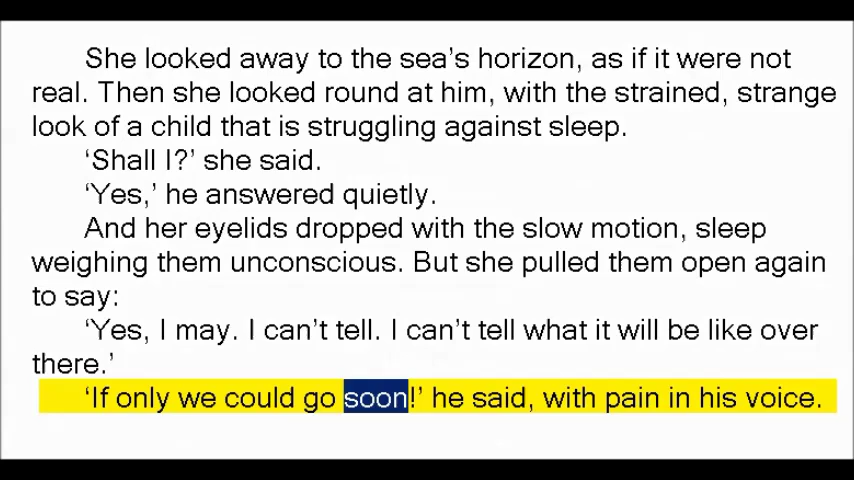 She looked away to the sea's horizon, as if it were not
real. Then she looked round at him, with the strained, strange
look of a child that is struggling against sleep.
‘Shall I?’ she said.
‘Yes,’ he answered quietly.
And her eyelids dropped with the slow motion, sleep
weighing them unconscious. But she pulled them open again
to say:
‘Yes, I may. I can’t tell. I can’t tell what it will be like over
there.’
‘If only we could go soon!’ he said, with pain in his voice.